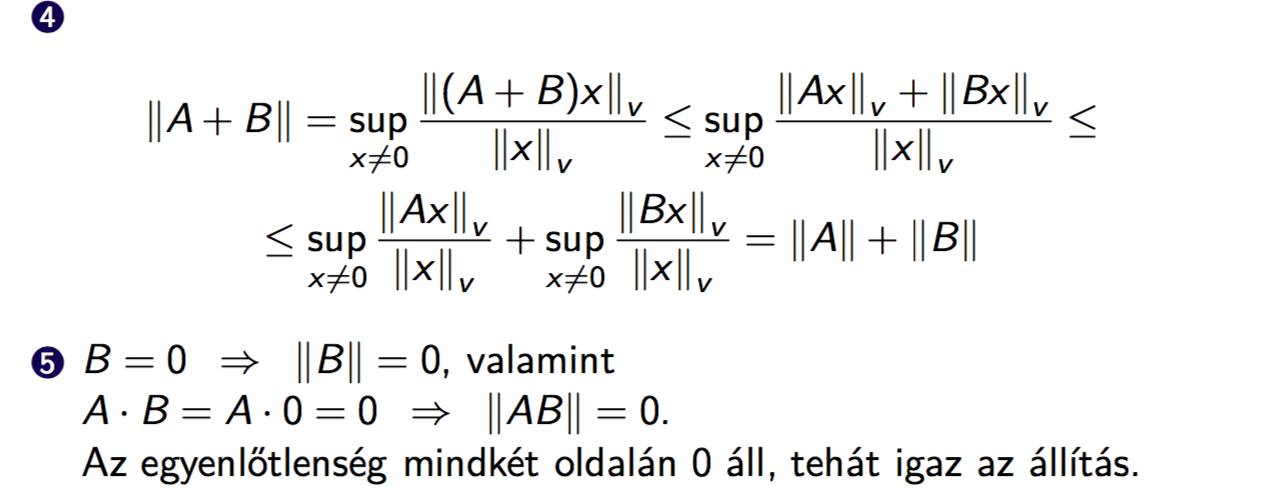 4
‖A + B‖ = sup_{x≠0} ‖(A + B)x‖_v / ‖x‖_v ≤ sup_{x≠0} (‖Ax‖_v + ‖Bx‖_v) / ‖x‖_v ≤
≤ sup_{x≠0} ‖Ax‖_v / ‖x‖_v + sup_{x≠0} ‖Bx‖_v / ‖x‖_v = ‖A‖ + ‖B‖
5 B = 0 ⇒ ‖B‖ = 0, valamint
A · B = A · 0 = 0 ⇒ ‖AB‖ = 0.
Az egyenlőtlenség mindkét oldalán 0 áll, tehát igaz az állítás.